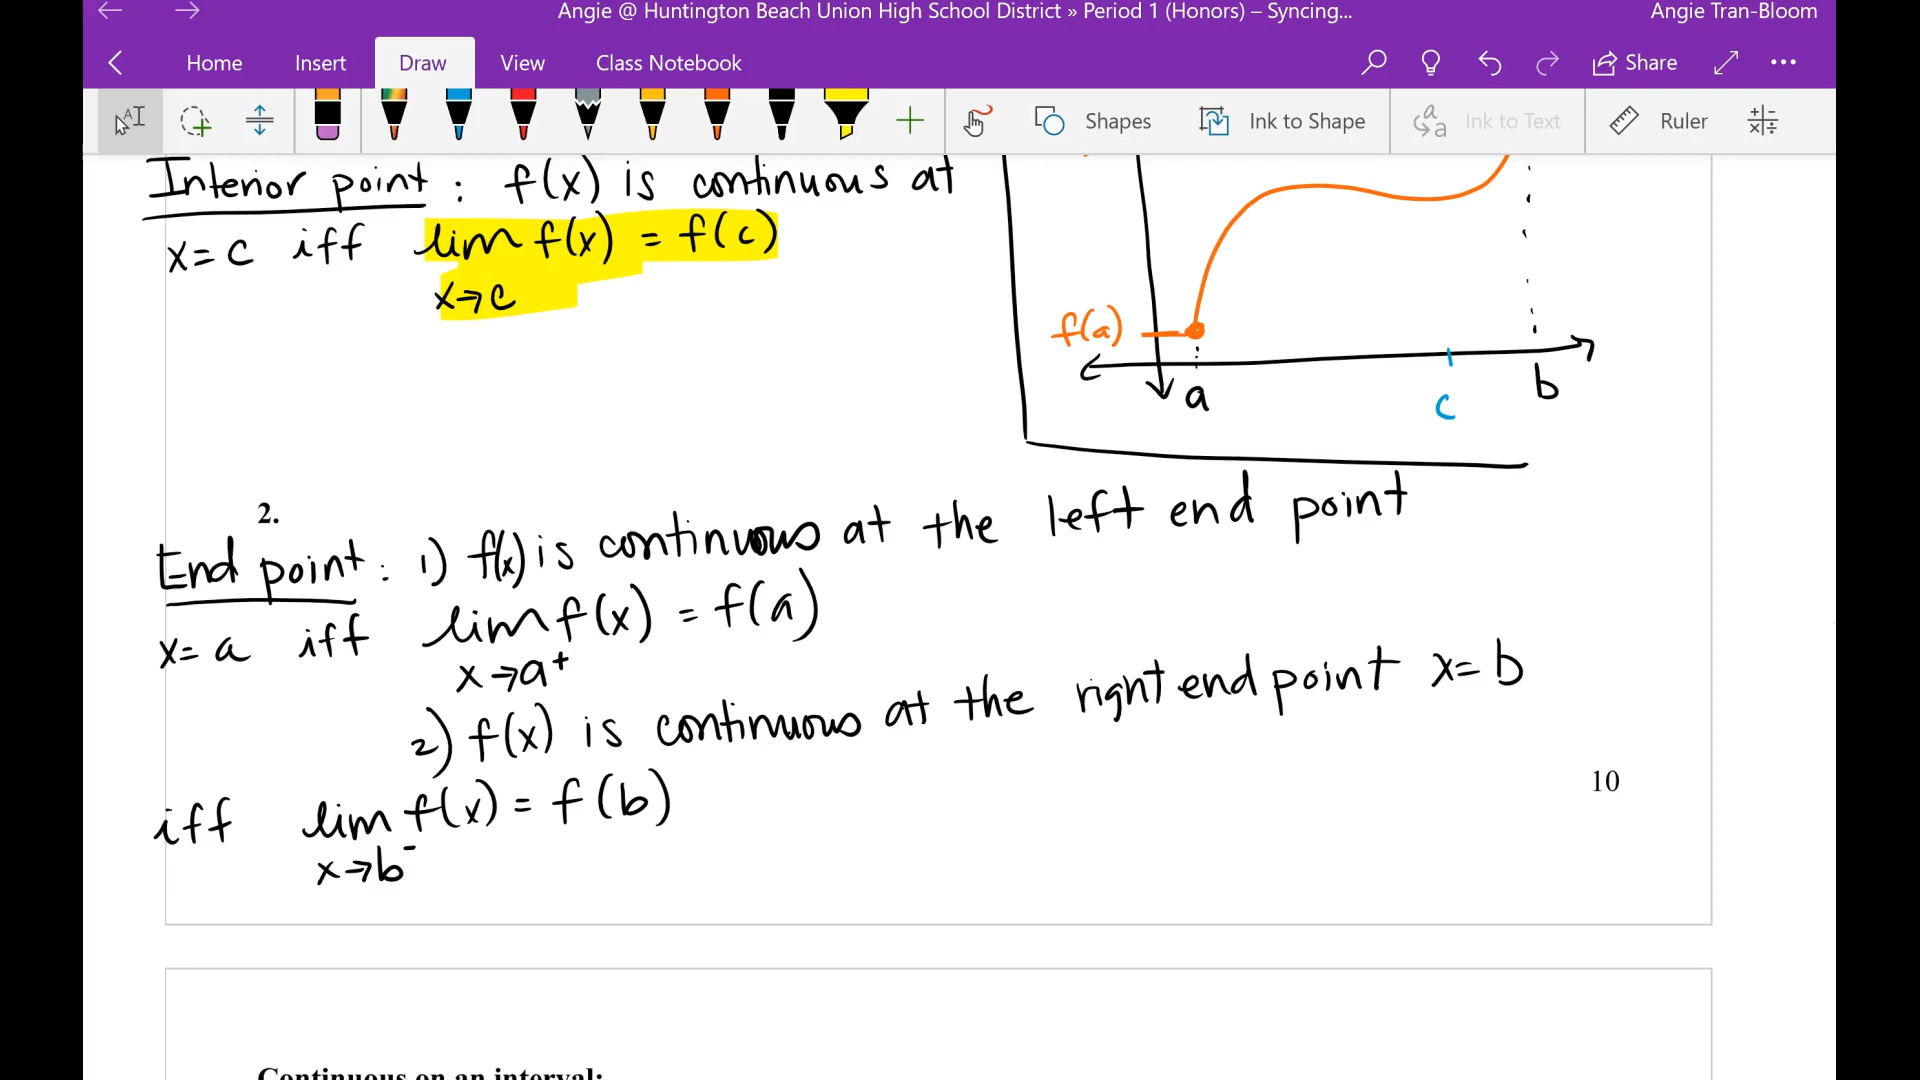 Angie @ Huntington Beach Union High School District » Period 1 (Honors) – Syncing...
Angie Tran-Bloom
Home Insert Draw View Class Notebook Share
Shapes Ink to Shape Ink to Text Ruler
Interior point : f(x) is continuous at
x = c iff lim f(x) = f(c)
x→c
f(a)
a
c
b
2.
End point : 1) f(x) is continuous at the left end point
x = a iff lim f(x) = f(a)
x→a⁺
2) f(x) is continuous at the right end point x = b
iff lim f(x) = f(b)
x→b⁻
10
Continuous on an interval: